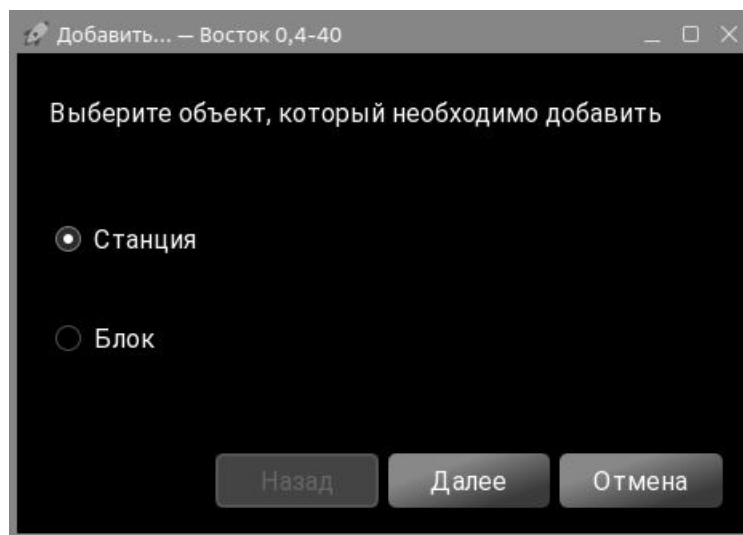 Добавить... — Восток 0,4-40
Выберите объект, который необходимо добавить
Станция
Блок
Назад Далее Отмена